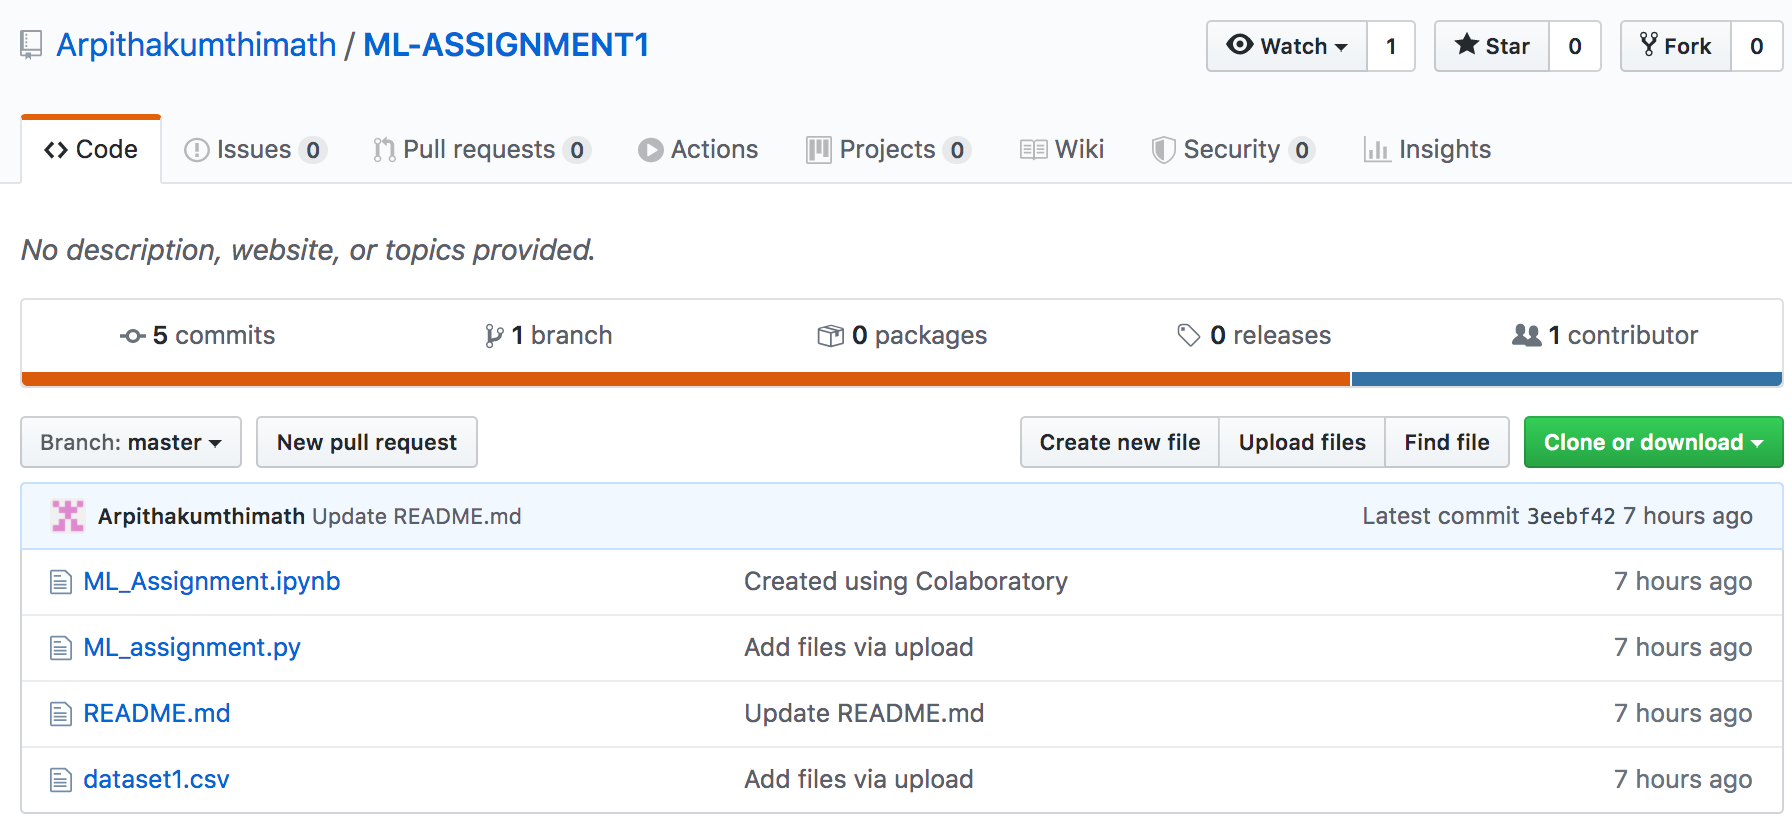 Arpithakumthimath / ML-ASSIGNMENT1
Watch 1 Star 0 Fork 0
Code Issues 0 Pull requests 0 Actions Projects 0 Wiki Security 0 Insights
No description, website, or topics provided.
5 commits 1 branch 0 packages 0 releases 1 contributor
Branch: master New pull request Create new file Upload files Find file Clone or download
Arpithakumthimath Update README.md Latest commit 3eebf42 7 hours ago
ML_Assignment.ipynb Created using Colaboratory 7 hours ago
ML_assignment.py Add files via upload 7 hours ago
README.md Update README.md 7 hours ago
dataset1.csv Add files via upload 7 hours ago